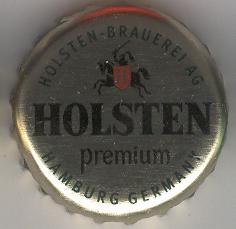 HOLSTEN-BRAUEREI AG
HOLSTEN
premium
HAMBURG GERMANY